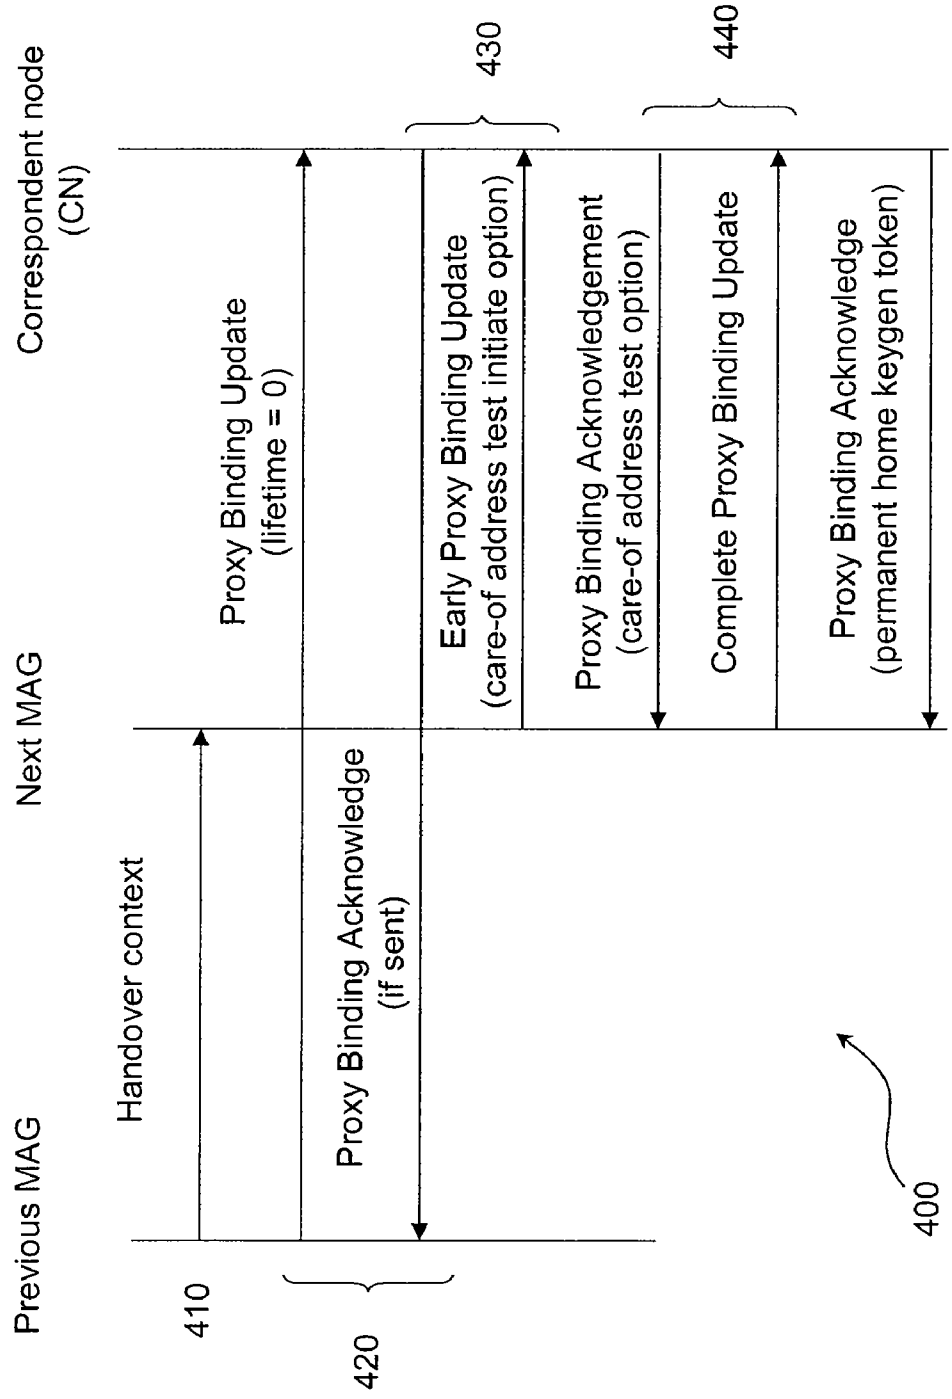 Previous MAG
Next MAG
Correspondent node
(CN)
410
Handover context
Proxy Binding Update
(lifetime = 0)
420
Proxy Binding Acknowledge
(if sent)
Early Proxy Binding Update
(care-of address test initiate option)
430
Proxy Binding Acknowledgement
(care-of address test option)
Complete Proxy Binding Update
440
Proxy Binding Acknowledge
(permanent home keygen token)
400